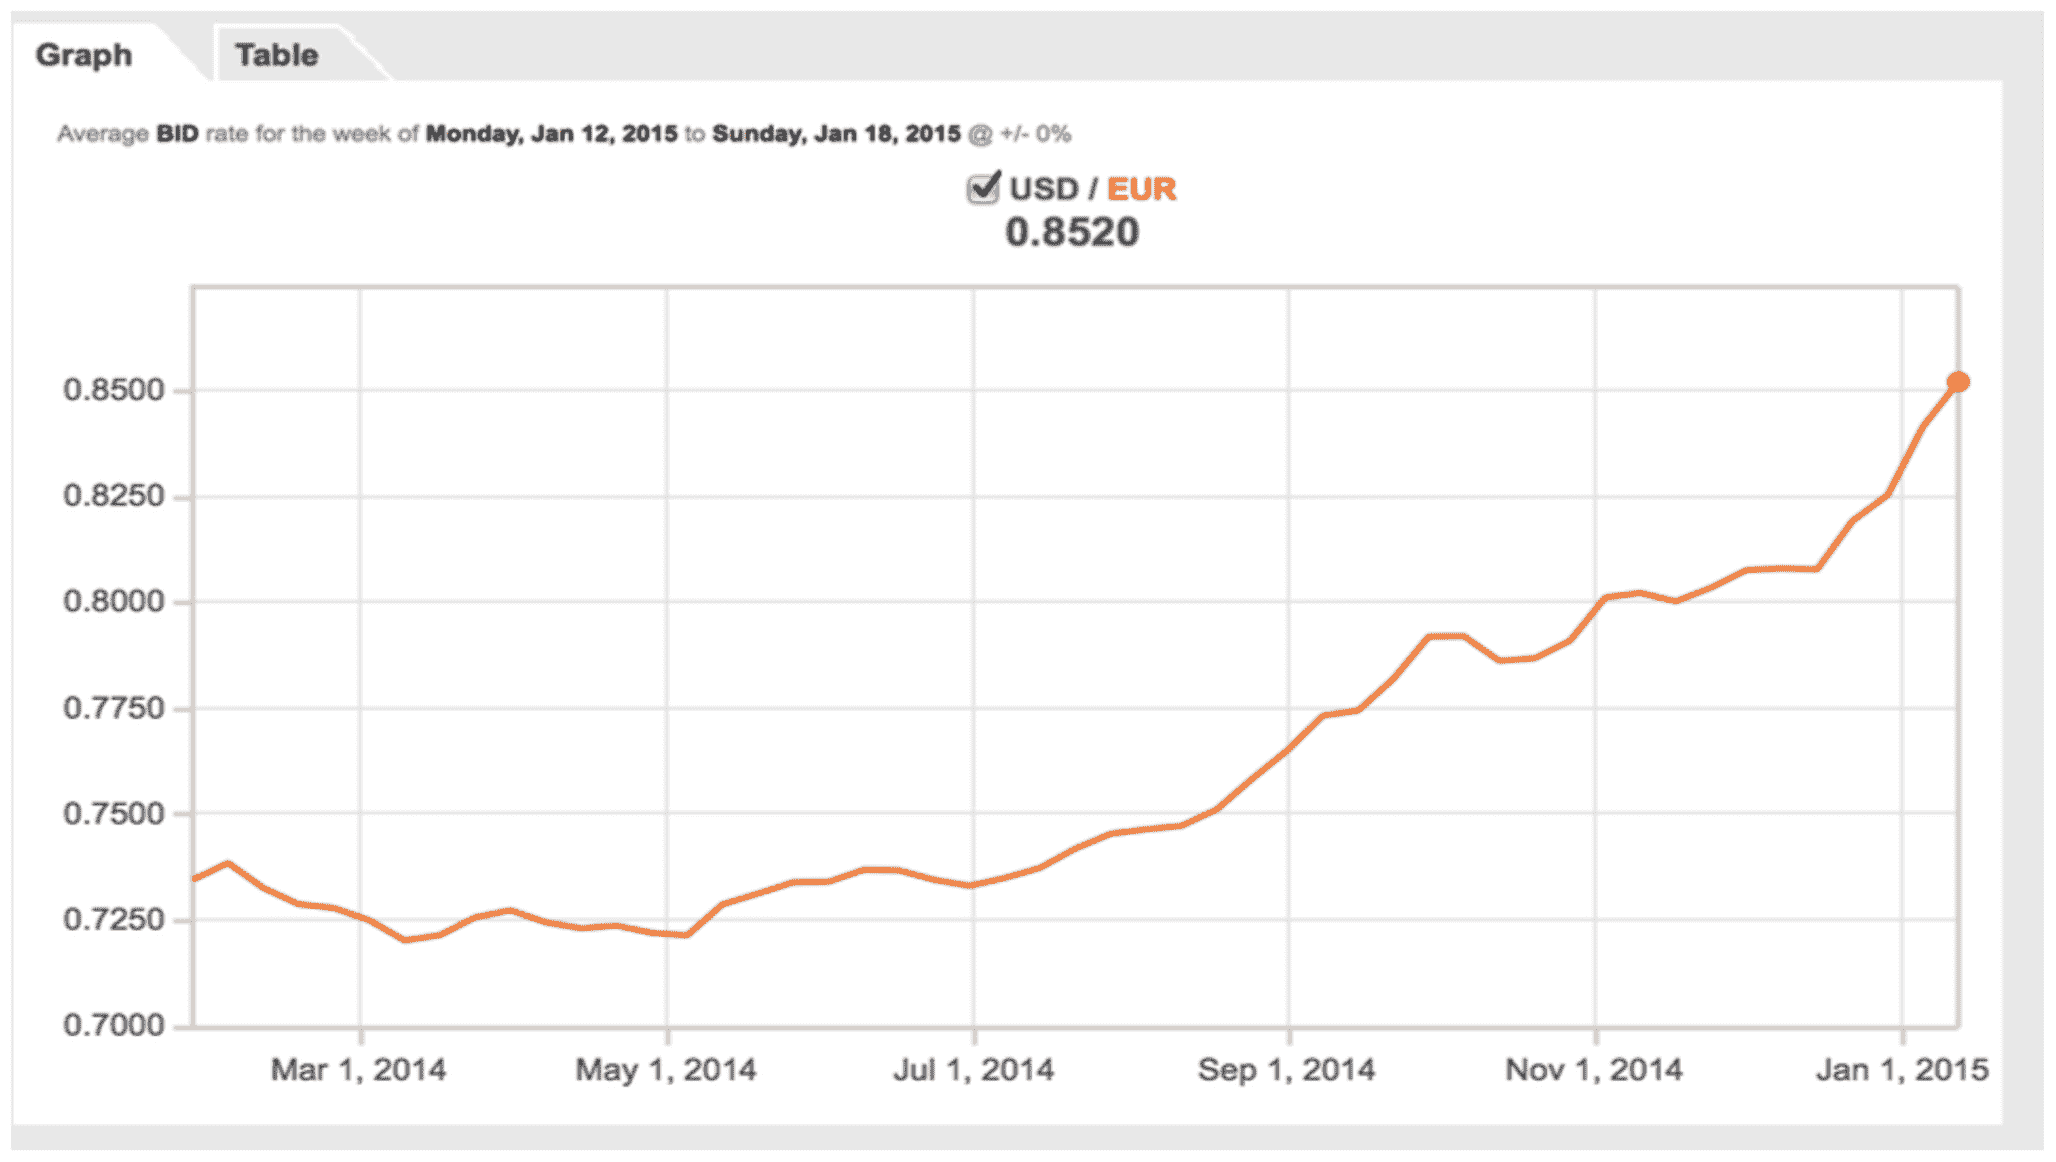 Graph Table
Average BID rate for the week of Monday, Jan 12, 2015 to Sunday, Jan 18, 2015 @ +/- 0%
USD / EUR
0.8520
0.8500
0.8250
0.8000
0.7750
0.7500
0.7250
0.7000
Mar 1, 2014 May 1, 2014 Jul 1, 2014 Sep 1, 2014 Nov 1, 2014 Jan 1, 2015